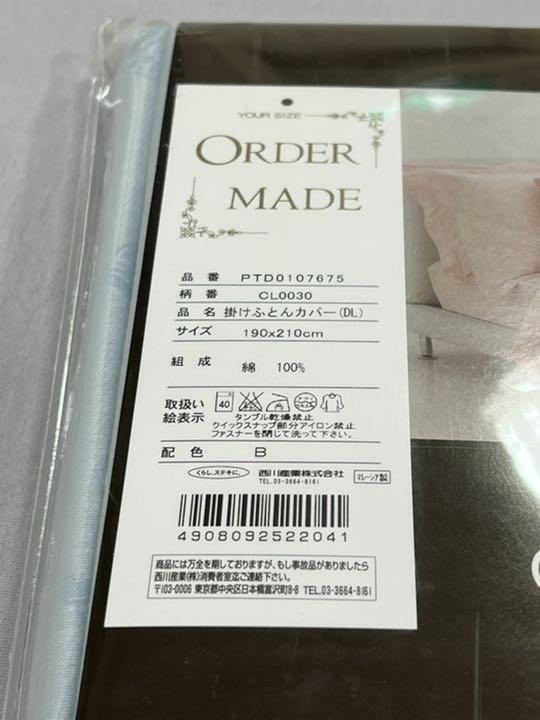 YOUR SIZE
ORDER
MADE
品番 PTD0107675
柄番 CL0030
品名 掛けふとんカバー(DL)
サイズ 190x210cm
組成 綿 100%
取扱い
絵表示
40
タンブル乾燥禁止
クイックスナップ部分アイロン禁止
ファスナーを閉じて洗って下さい。
配色 B
くらし、ステキに。 西川産業株式会社 マレーシア製
TEL.03-3664-8161
4908092522041
商品には万全を期しておりますが、もし事故品がありましたら
西川産業(株)消費者室迄ご連絡下さい。
〒103-0006 東京都中央区日本橋富沢町8-8 TEL.03-3664-8161